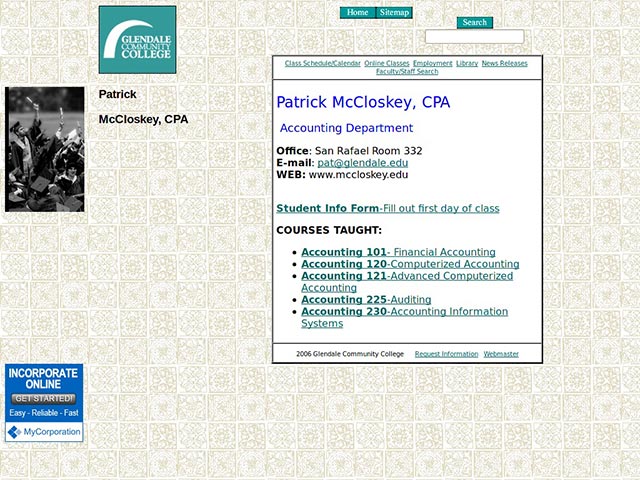 Home Sitemap
Search
GLENDALE
COMMUNITY
COLLEGE
Patrick
McCloskey, CPA
Class Schedule/Calendar Online Classes Employment Library News Releases
Faculty/Staff Search
Patrick McCloskey, CPA
Accounting Department
Office: San Rafael Room 332
E-mail: pat@glendale.edu
WEB: www.mccloskey.edu
Student Info Form-Fill out first day of class
COURSES TAUGHT:
Accounting 101- Financial Accounting
Accounting 120-Computerized Accounting
Accounting 121-Advanced Computerized
Accounting
Accounting 225-Auditing
Accounting 230-Accounting Information
Systems
2006 Glendale Community College Request Information Webmaster
INCORPORATE
ONLINE
GET STARTED!
Easy - Reliable - Fast
MyCorporation